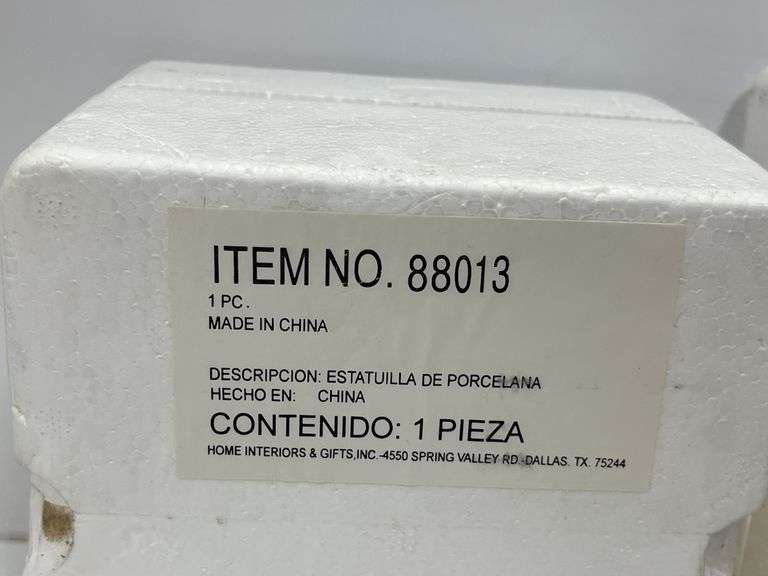 ITEM NO. 88013
1 PC.
MADE IN CHINA
DESCRIPCION: ESTATUILLA DE PORCELANA
HECHO EN: CHINA
CONTENIDO: 1 PIEZA
HOME INTERIORS & GIFTS,INC.-4550 SPRING VALLEY RD.-DALLAS. TX. 75244